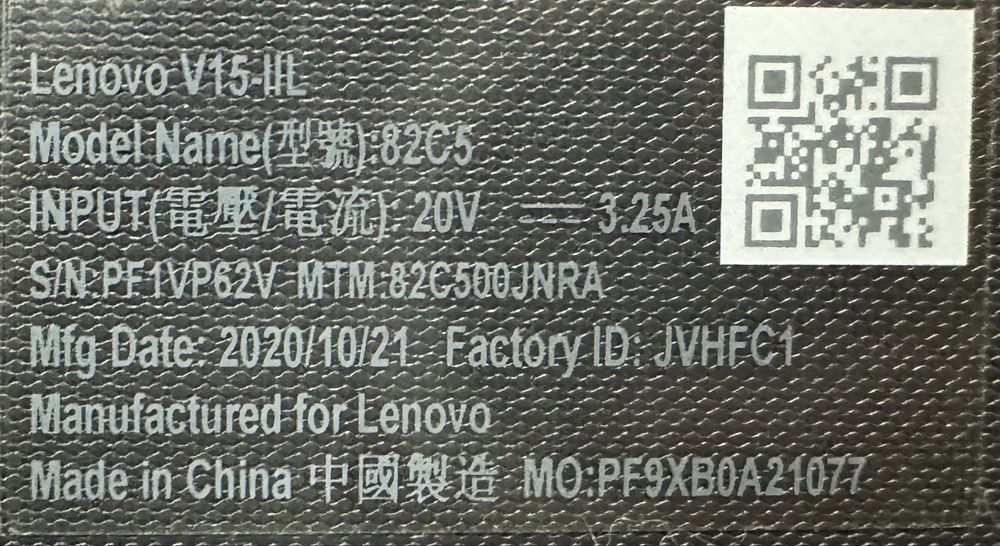 Lenovo V15-IIL
Model Name(型號):82C5
INPUT(電壓/電流): 20V ⎓ 3.25A
S/N:PF1VP62V MTM:82C500JNRA
Mfg Date: 2020/10/21 Factory ID: JVHFC1
Manufactured for Lenovo
Made in China 中國製造 MO:PF9XB0A21077